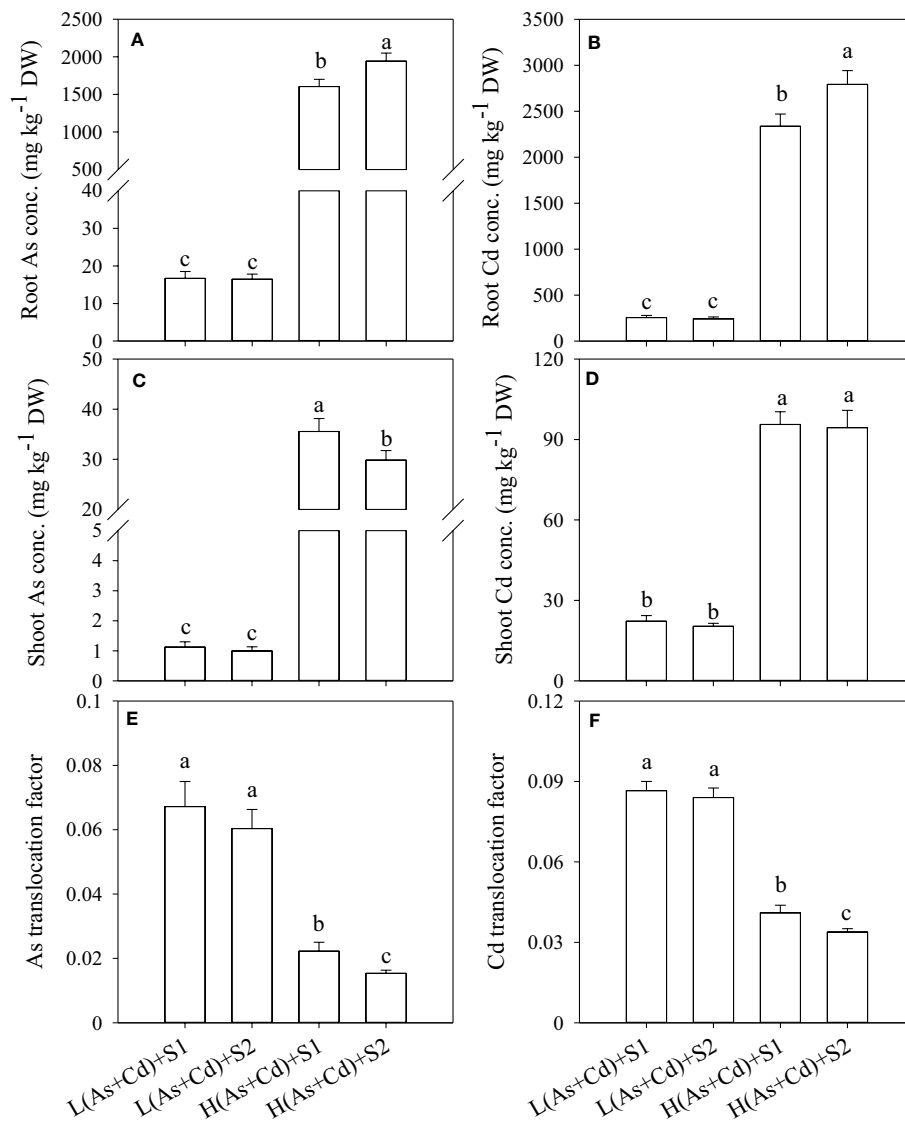 A
Root As conc. (mg kg-1 DW)
2500
2000
1500
1000
500
40
30
20
10
0
c
c
b
a
B
Root Cd conc. (mg kg-1 DW)
3500
3000
2500
2000
1500
1000
500
0
c
c
b
a
C
Shoot As conc. (mg kg-1 DW)
50
40
30
20
5
4
3
2
1
0
c
c
a
b
D
Shoot Cd conc. (mg kg-1 DW)
120
90
60
30
0
b
b
a
a
E
As translocation factor
0.1
0.08
0.06
0.04
0.02
0
a
a
b
c
L(As+Cd)+S1
L(As+Cd)+S2
H(As+Cd)+S1
H(As+Cd)+S2
F
Cd translocation factor
0.12
0.09
0.06
0.03
0
a
a
b
c
L(As+Cd)+S1
L(As+Cd)+S2
H(As+Cd)+S1
H(As+Cd)+S2